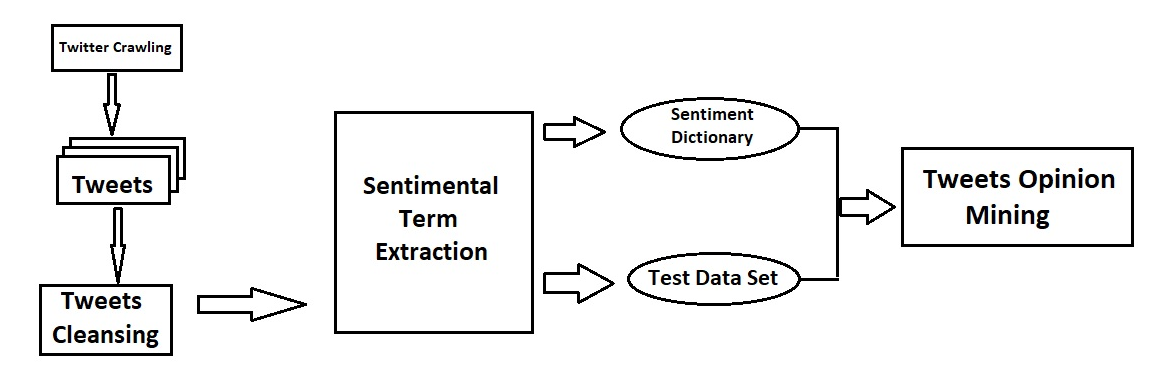 Twitter Crawling
Tweets
Tweets
Cleansing
Sentimental
Term
Extraction
Sentiment
Dictionary
Test Data Set
Tweets Opinion
Mining